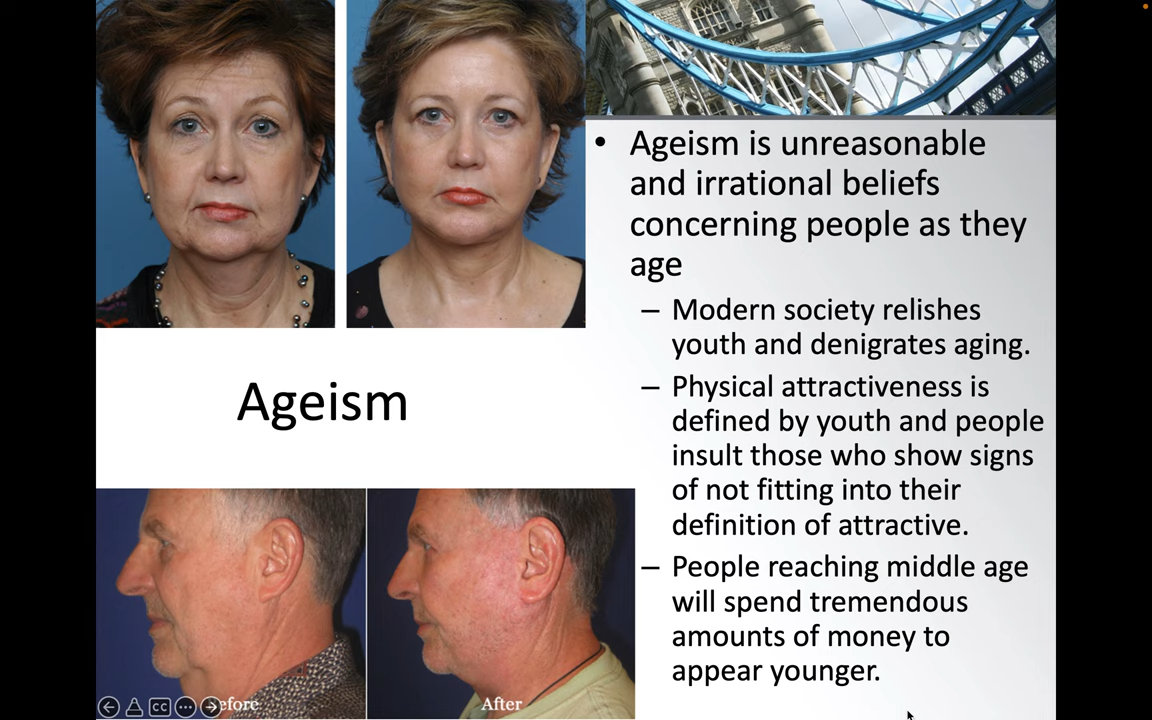 Ageism
• Ageism is unreasonable
and irrational beliefs
concerning people as they
age
– Modern society relishes
youth and denigrates aging.
– Physical attractiveness is
defined by youth and people
insult those who show signs
of not fitting into their
definition of attractive.
– People reaching middle age
will spend tremendous
amounts of money to
appear younger.
efore
After
CC